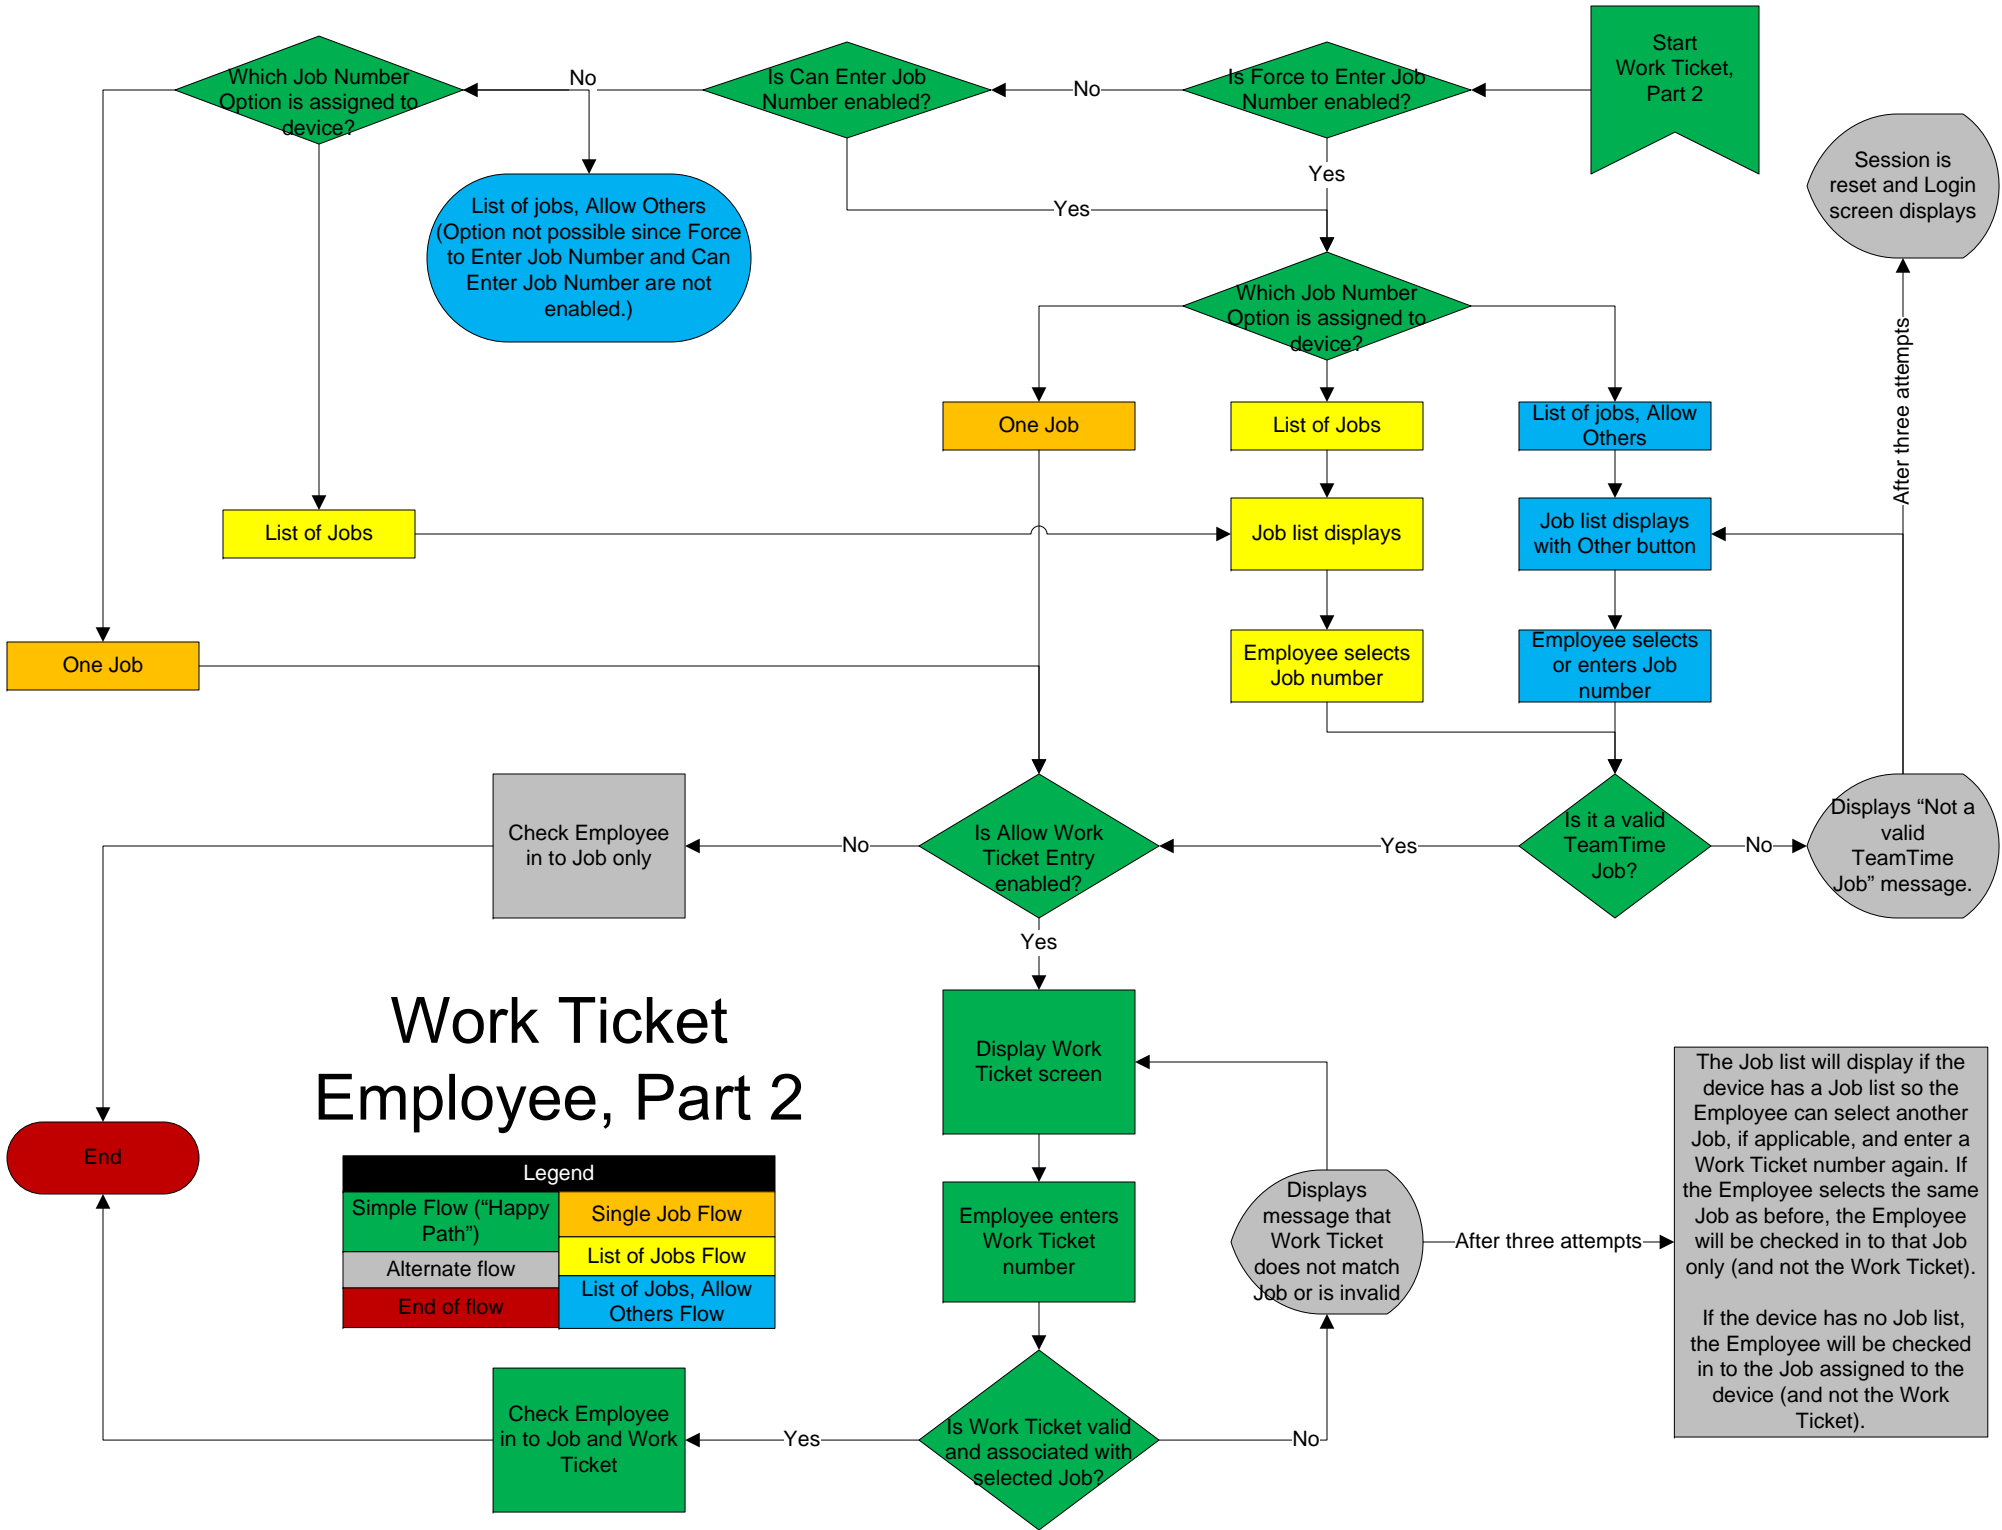 Start
Work Ticket,
Part 2
Is Force to Enter Job
Number enabled?
No
Is Can Enter Job
Number enabled?
No
Which Job Number
Option is assigned to
device?
List of jobs, Allow Others
(Option not possible since Force
to Enter Job Number and Can
Enter Job Number are not
enabled.)
Yes
Yes
Session is
reset and Login
screen displays
Which Job Number
Option is assigned to
device?
After three attempts
One Job
List of Jobs
List of jobs, Allow
Others
List of Jobs
Job list displays
Job list displays
with Other button
One Job
Employee selects
Job number
Employee selects
or enters Job
number
Check Employee
in to Job only
No
Is Allow Work
Ticket Entry
enabled?
Yes
Is it a valid
TeamTime
Job?
No
Displays “Not a
valid
TeamTime
Job” message.
Yes
Work Ticket
Employee, Part 2
Display Work
Ticket screen
End
Legend
Simple Flow (“Happy
Path”)
Single Job Flow
Alternate flow
List of Jobs Flow
End of flow
List of Jobs, Allow
Others Flow
Employee enters
Work Ticket
number
Displays
message that
Work Ticket
does not match
Job or is invalid
After three attempts
The Job list will display if the
device has a Job list so the
Employee can select another
Job, if applicable, and enter a
Work Ticket number again. If
the Employee selects the same
Job as before, the Employee
will be checked in to that Job
only (and not the Work Ticket).
If the device has no Job list,
the Employee will be checked
in to the Job assigned to the
device (and not the Work
Ticket).
Check Employee
in to Job and Work
Ticket
Yes
Is Work Ticket valid
and associated with
selected Job?
No